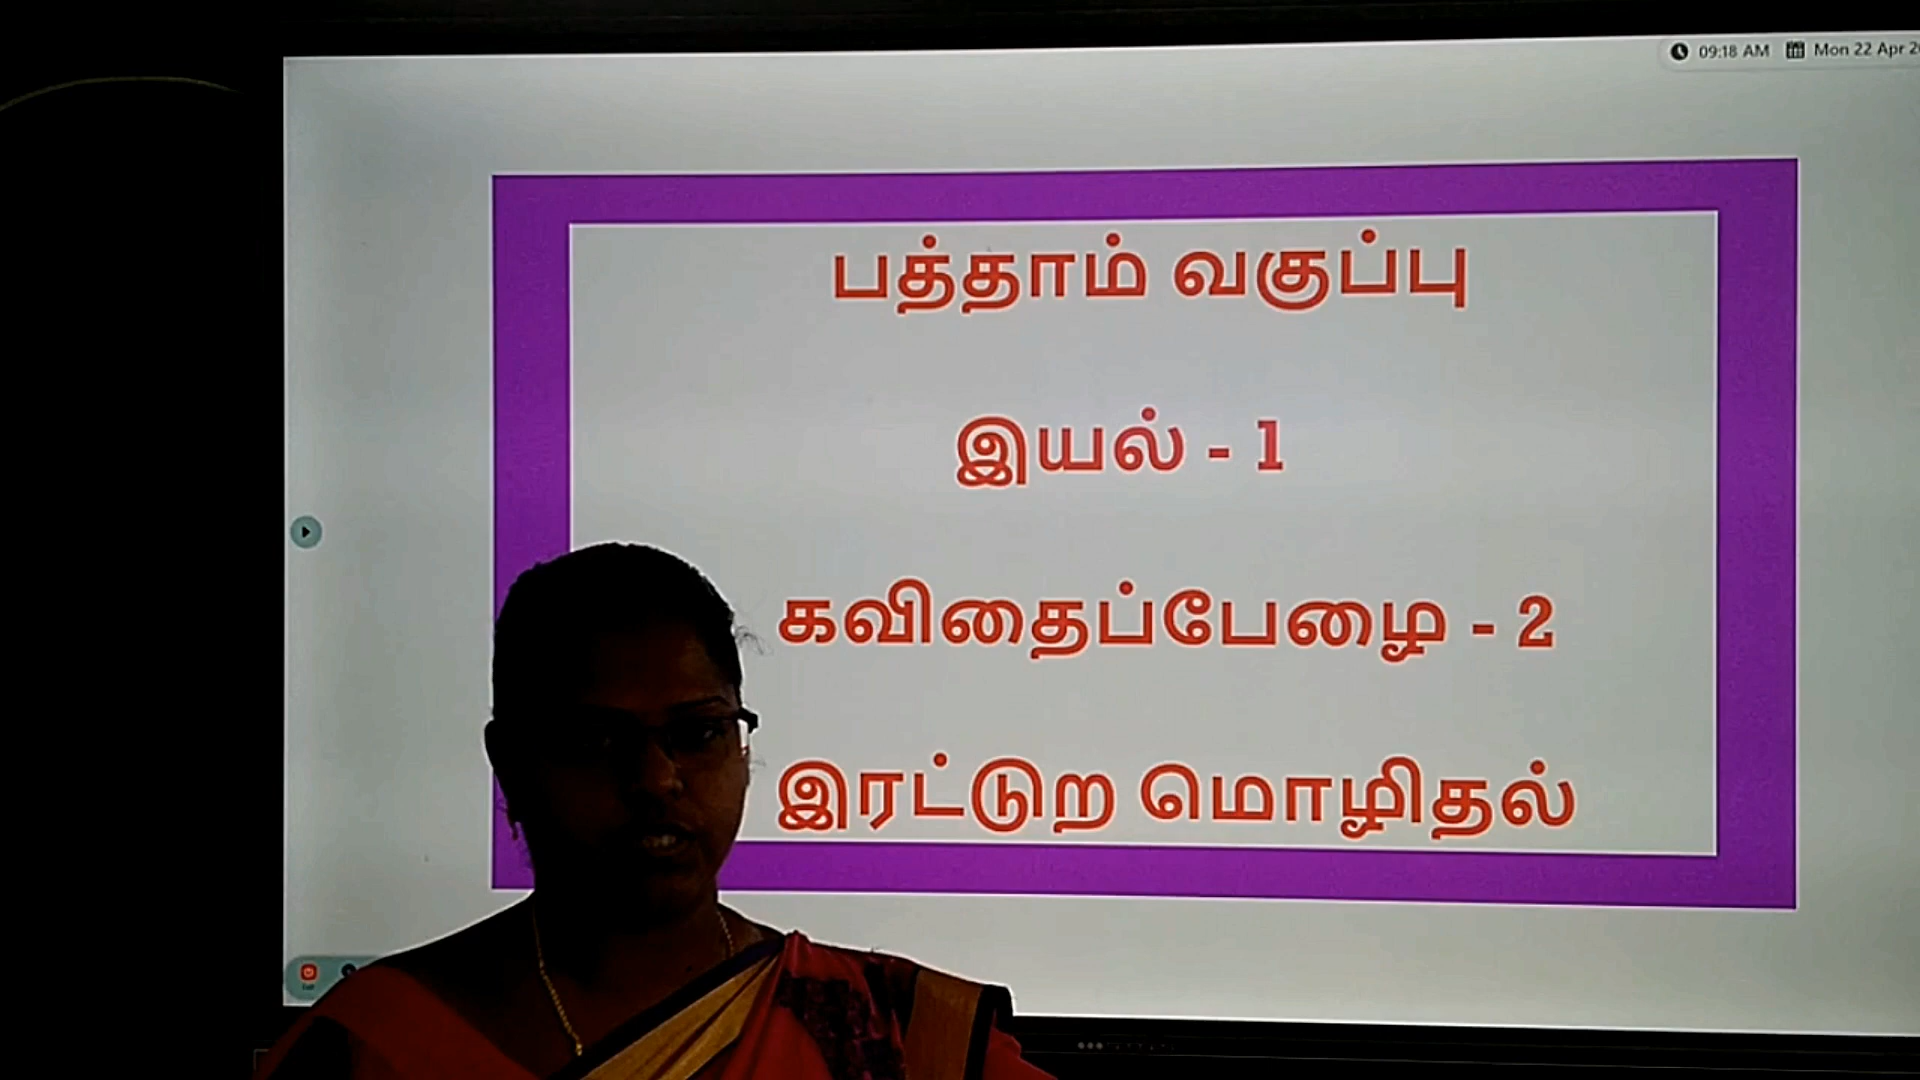 09:18 AM Mon 22 Apr
பத்தாம் வகுப்பு
இயல் - 1
கவிதைப்பேழை - 2
இரட்டுற மொழிதல்